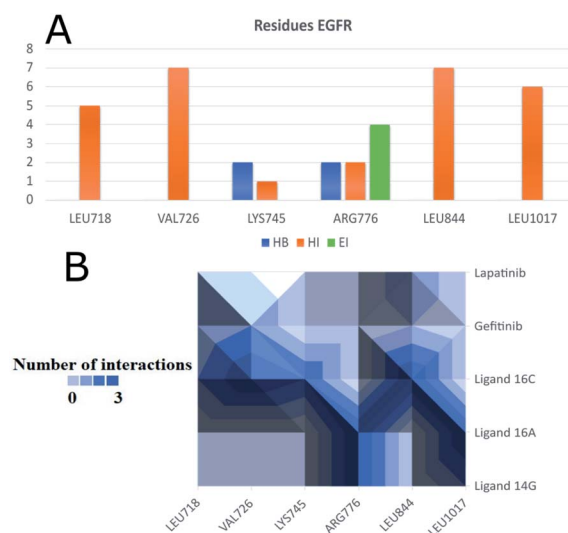 A
Residues EGFR
8
7
6
5
4
3
2
1
0
LEU718 VAL726 LYS745 ARG776 LEU844 LEU1017
HB HI EI
B
Lapatinib
Gefitinib
Number of interactions
0 3
Ligand 16C
Ligand 16A
Ligand 14G
LEU718 VAL726 LYS745 ARG776 LEU844 LEU1017